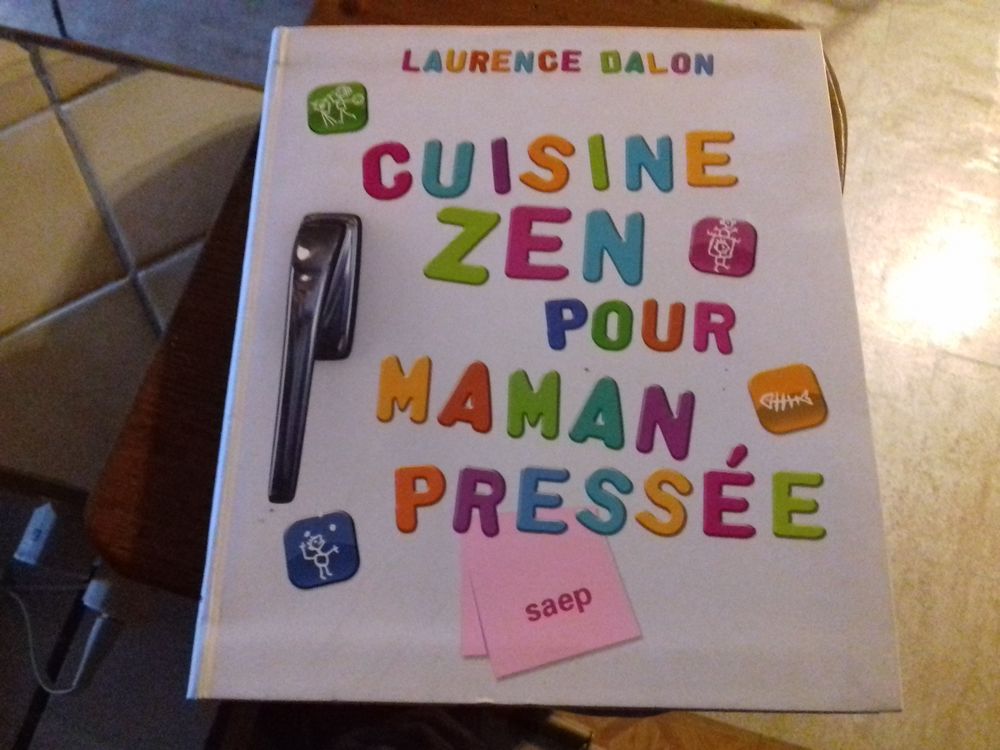 LAURENCE DALON
CUISINE
ZEN
POUR
MAMAN
PRESSÉE
saep